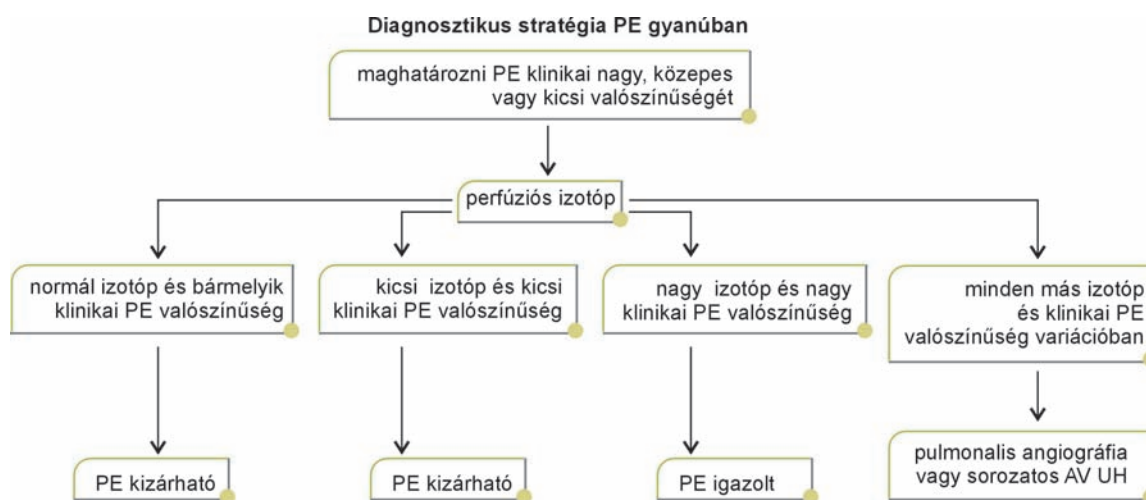 Diagnosztikus stratégia PE gyanúban
maghatározni PE klinikai nagy, közepes
vagy kicsi valószínűségét
perfúziós izotóp
normál izotóp és bármelyik
klinikai PE valószínűség
kicsi izotóp és kicsi
klinikai PE valószínűség
nagy izotóp és nagy
klinikai PE valószínűség
minden más izotóp
és klinikai PE
valószínűség variációban
PE kizárható
PE kizárható
PE igazolt
pulmonalis angiográfia
vagy sorozatos AV UH